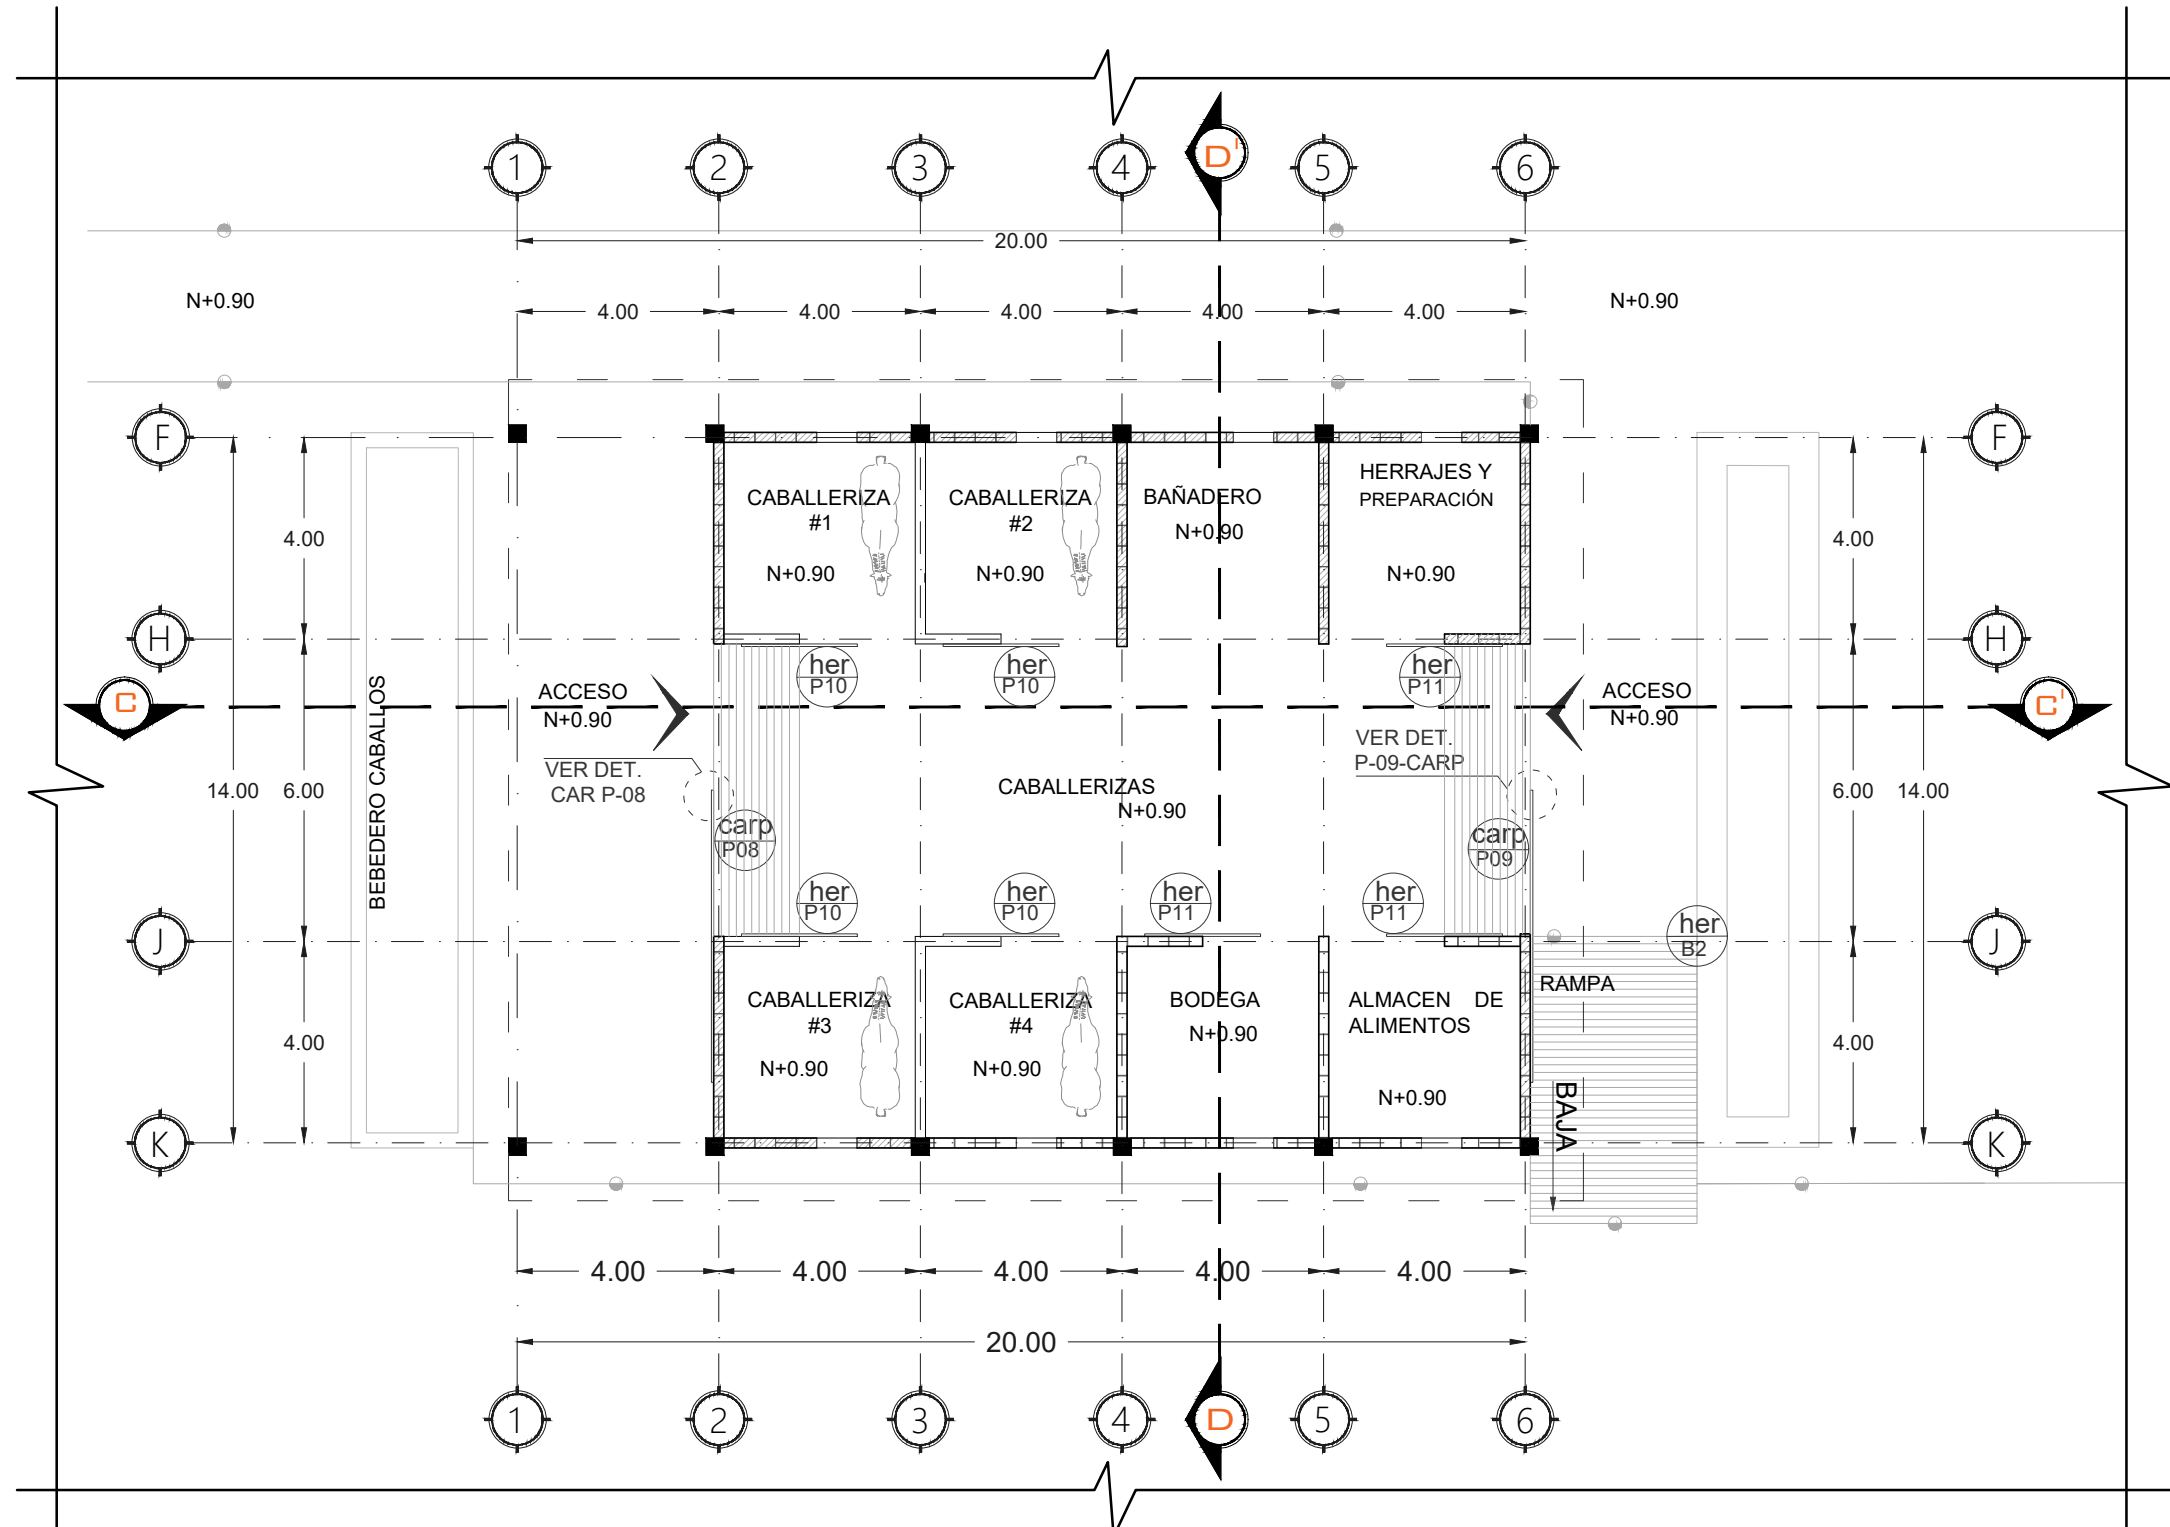 1 2 3 4 D' 5 6
20.00
N+0.90 N+0.90
4.00 4.00 4.00 4.00 4.00
F F
HERRAJES Y
PREPARACIÓN
CABALLERIZA
#1
CABALLERIZA
#2
BAÑADERO
N+0.90
4.00 4.00
N+0.90 N+0.90 N+0.90
H H
her
P10
her
P10
her
P11
ACCESO
N+0.90
ACCESO
N+0.90
C C'
BEBEDERO CABALLOS
VER DET.
CAR P-08
VER DET.
P-09-CARP
14.00 6.00 6.00 14.00
CABALLERIZAS
N+0.90
carp
P08
carp
P09
her
P10
her
P10
her
P11
her
P11
her
B2
J J
RAMPA
CABALLERIZA
#3
CABALLERIZA
#4
BODEGA
N+0.90
ALMACEN DE
ALIMENTOS
4.00 4.00
N+0.90 N+0.90
N+0.90
BAJA
K K
4.00 4.00 4.00 4.00 4.00
20.00
1 2 3 4 D 5 6